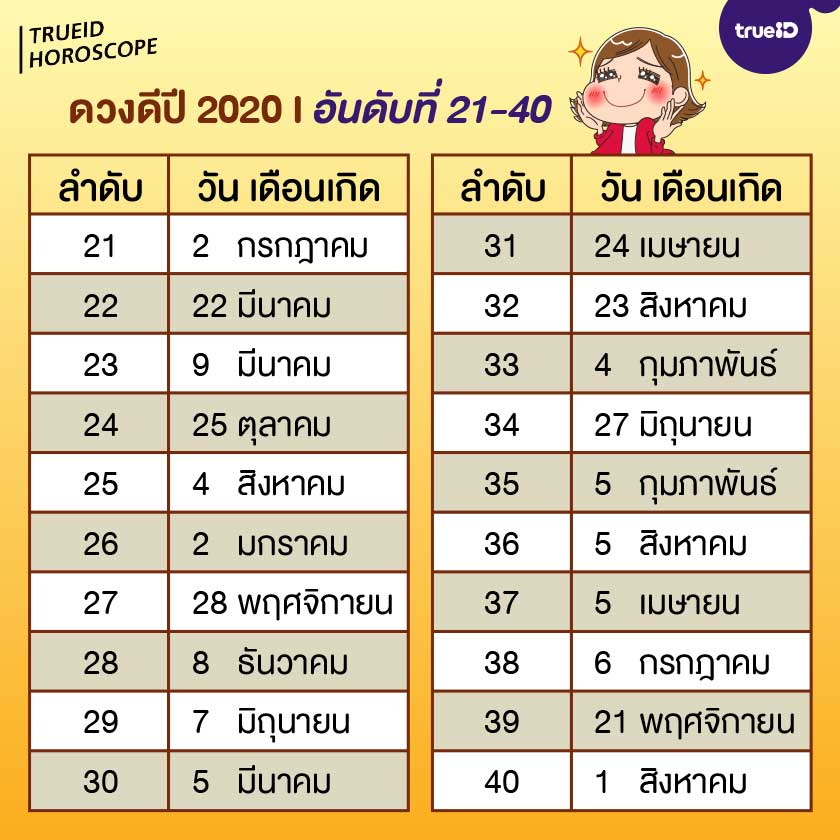 TRUEID
HOROSCOPE
trueID
ดวงดีปี 2020 | อันดับที่ 21-40
ลำดับ วัน เดือนเกิด
21 2 กรกฎาคม
22 22 มีนาคม
23 9 มีนาคม
24 25 ตุลาคม
25 4 สิงหาคม
26 2 มกราคม
27 28 พฤศจิกายน
28 8 ธันวาคม
29 7 มิถุนายน
30 5 มีนาคม
ลำดับ วัน เดือนเกิด
31 24 เมษายน
32 23 สิงหาคม
33 4 กุมภาพันธ์
34 27 มิถุนายน
35 5 กุมภาพันธ์
36 5 สิงหาคม
37 5 เมษายน
38 6 กรกฎาคม
39 21 พฤศจิกายน
40 1 สิงหาคม